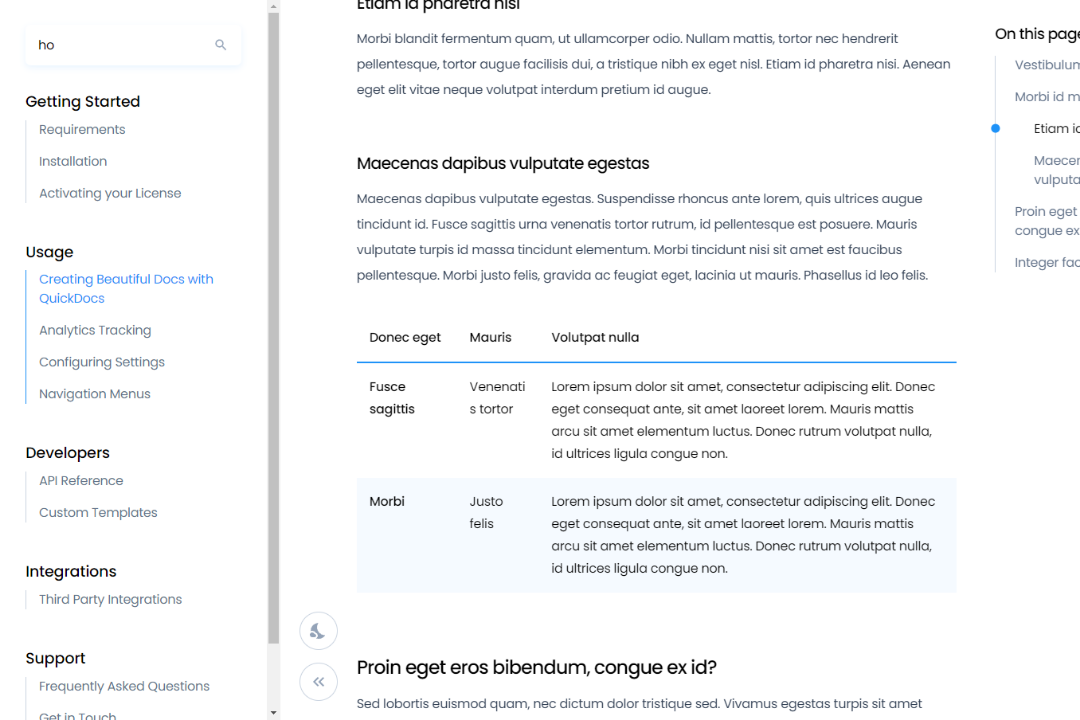 ho
Getting Started
Requirements
Installation
Activating your License
Usage
Creating Beautiful Docs with
QuickDocs
Analytics Tracking
Configuring Settings
Navigation Menus
Developers
API Reference
Custom Templates
Integrations
Third Party Integrations
Support
Frequently Asked Questions
Get in Touch
Etiam id pharetra nisi
Morbi blandit fermentum quam, ut ullamcorper odio. Nullam mattis, tortor nec hendrerit
pellentesque, tortor augue facilisis dui, a tristique nibh ex eget nisl. Etiam id pharetra nisi. Aenean
eget elit vitae neque volutpat interdum pretium id augue.
Maecenas dapibus vulputate egestas
Maecenas dapibus vulputate egestas. Suspendisse rhoncus ante lorem, quis ultrices augue
tincidunt id. Fusce sagittis urna venenatis tortor rutrum, id pellentesque est posuere. Mauris
vulputate turpis id massa tincidunt elementum. Morbi tincidunt nisi sit amet est faucibus
pellentesque. Morbi justo felis, gravida ac feugiat eget, lacinia ut mauris. Phasellus id leo felis.
Donec eget Mauris Volutpat nulla
Fusce
sagittis
Venenati
s tortor
Lorem ipsum dolor sit amet, consectetur adipiscing elit. Donec
eget consequat ante, sit amet laoreet lorem. Mauris mattis
arcu sit amet elementum luctus. Donec rutrum volutpat nulla,
id ultrices ligula congue non.
Morbi
Justo
felis
Lorem ipsum dolor sit amet, consectetur adipiscing elit. Donec
eget consequat ante, sit amet laoreet lorem. Mauris mattis
arcu sit amet elementum luctus. Donec rutrum volutpat nulla,
id ultrices ligula congue non.
Proin eget eros bibendum, congue ex id?
Sed lobortis euismod quam, nec dictum dolor tristique sed. Vivamus egestas turpis sit amet
On this page
Vestibulum
Morbi id m
Etiam id
Maecen
vulputa
Proin eget
congue ex
Integer fac